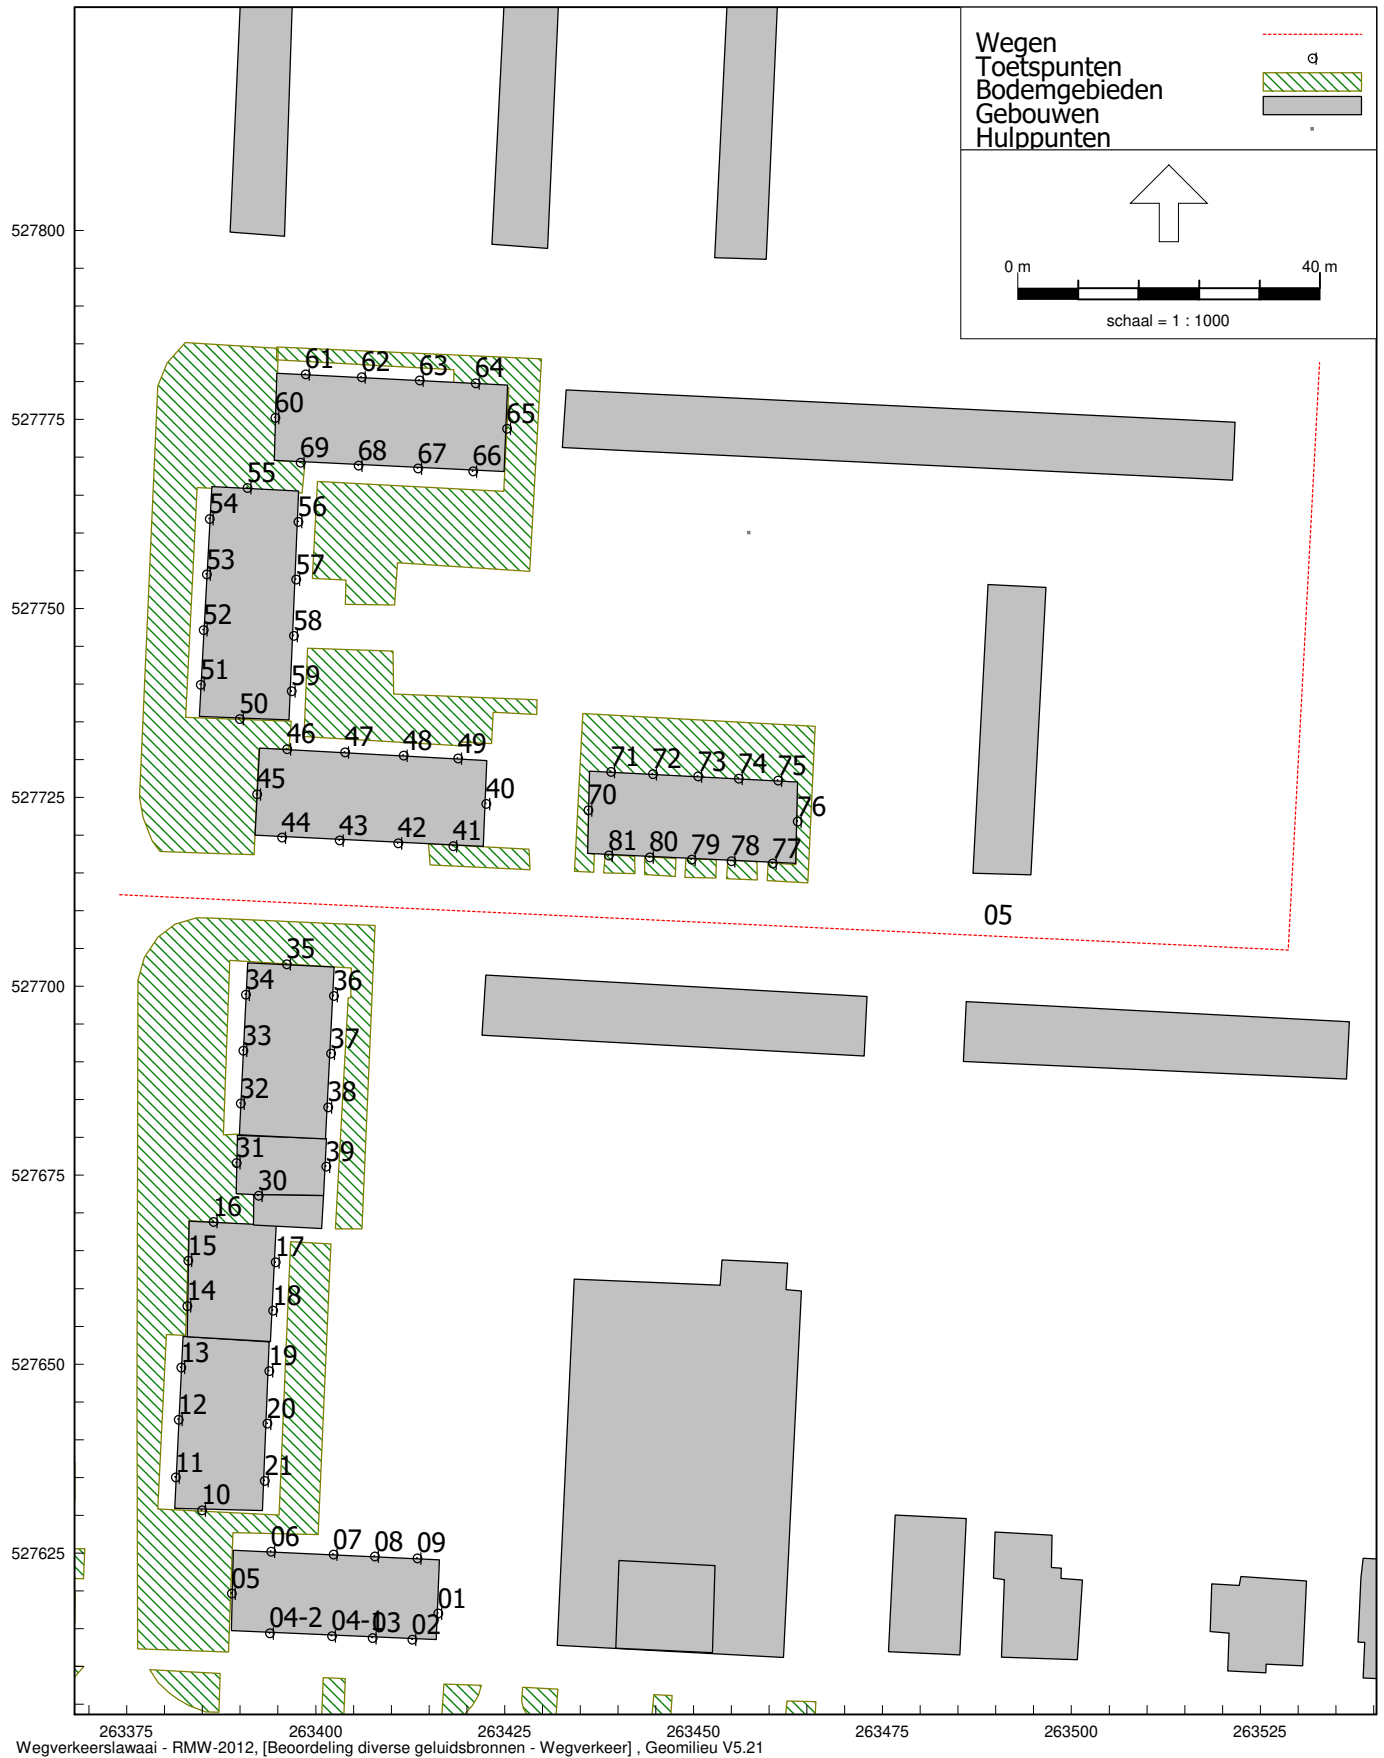 Wegen
Toetspunten
Bodemgebieden
Gebouwen
Hulppunten
0 m 40 m
schaal = 1 : 1000
527800
61 62 63 64
527775
60 65
69 68 67 66
55
54 56
53 57
527750
52 58
51 59
50
46 47 48 49
71 72 73 74 75
527725
45 40 70 76
44 43 42 41
81 80 79 78 77
05
35
527700
34 36
33 37
32 38
31 39
527675
30
16
15 17
14 18
527650
13 19
12 20
11 21
10
527625
06 07 08 09
05 01
04-2 04-1 03 02
263375 263400 263425 263450 263475 263500 263525
Wegverkeerslawaai - RMW-2012, [Beoordeling diverse geluidsbronnen - Wegverkeer] , Geomilieu V5.21